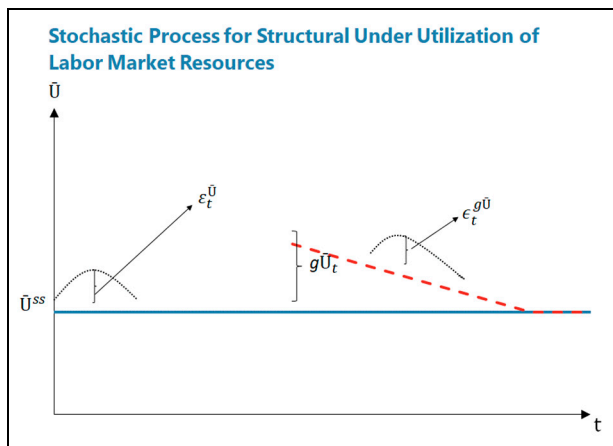 Stochastic Process for Structural Under Utilization of
Labor Market Resources
Ū
ε_t^Ū
ϵ_t^{gŪ}
gŪ_t
Ū^{ss}
t